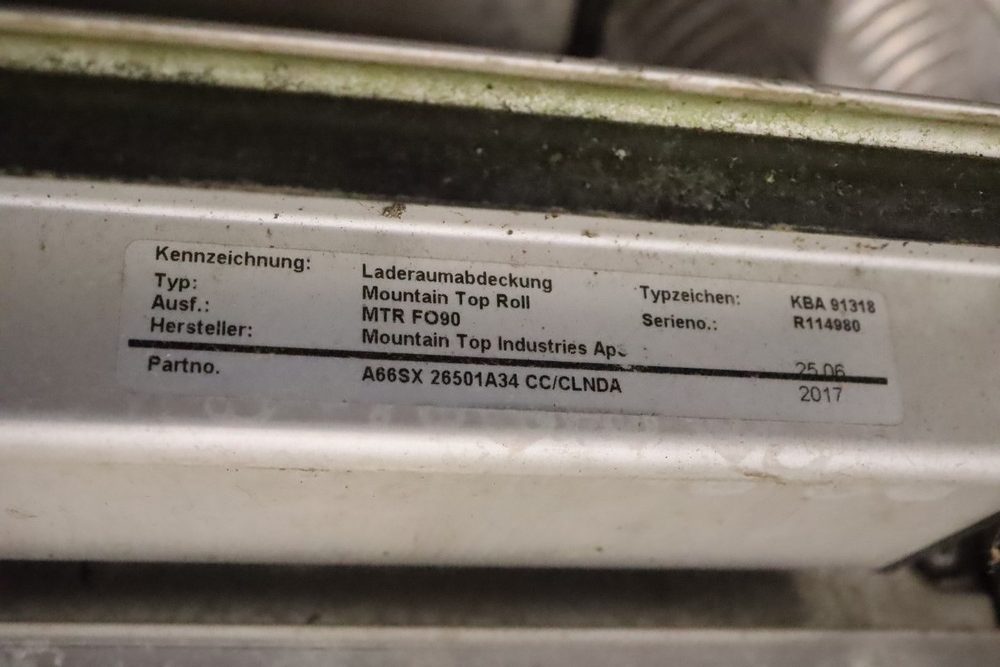 Kennzeichnung: Laderaumabdeckung Typzeichen: KBA 91318
Typ: Mountain Top Roll Serieno.: R114980
Ausf.: MTR FO90
Hersteller: Mountain Top Industries Aps 25.06
Partno. A66SX 26501A34 CC/CLNDA 2017